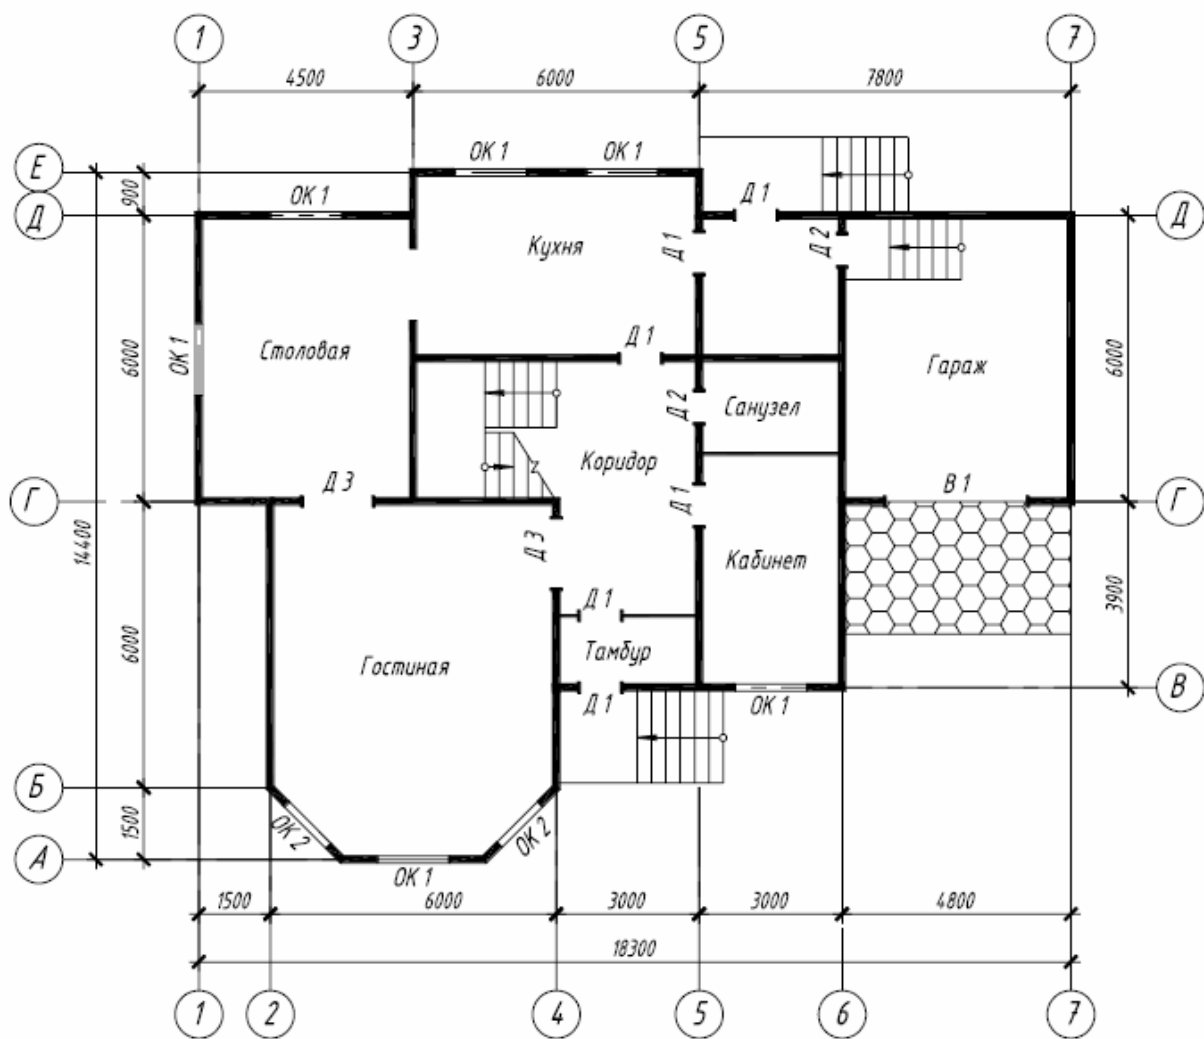 1 3 5 7
4500 6000 7800
Е
ОК 1 ОК 1
900
Д
ОК 1
Д 1
Д
Кухня
Д 1
Д 2
6000
ОК 1
Столовая
Д 1
Гараж
6000
Д 2
Санузел
Коридор
Д 3
В 1
Г
Д 1
Г
14400
Д 3
Кабинет
3900
Д 1
6000
Гостиная
Тамбур
В
Д 1
ОК 1
Б
1500
ОК 2
ОК 2
А
ОК 1
1500 6000 3000 3000 4800
18300
1 2 4 5 6 7